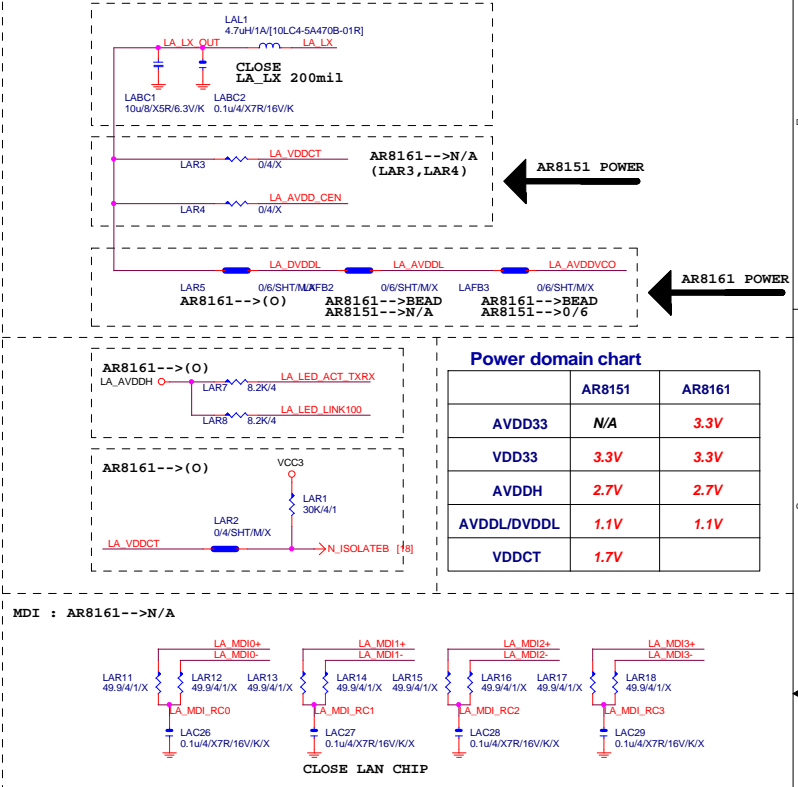 LAL1
4.7uH/1A/[10LC4-5A470B-01R]
LA_LX_OUT
LA_LX
CLOSE
LA_LX 200mil
LABC1
10u/8/X5R/6.3V/K
LABC2
0.1u/4/X7R/16V/K
LAR3
LA_VDDCT
0/4/X
AR8161-->N/A
(LAR3,LAR4)
AR8151 POWER
LAR4
LA_AVDD_CEN
0/4/X
LA_DVDDL
LA_AVDDL
LA_AVDDVCO
AR8161 POWER
LAR5
0/6/SHT/M/X
LAFB2
0/6/SHT/M/X
LAFB3
0/6/SHT/M/X
AR8161-->(O)
AR8161-->BEAD
AR8151-->N/A
AR8161-->BEAD
AR8151-->0/6
AR8161-->(O)
LA_AVDDH
LA_LED_ACT_TXRX
LAR7
8.2K/4
LA_LED_LINK100
LAR8
8.2K/4
AR8161-->(O)
VCC3
LAR1
30K/4/1
LAR2
0/4/SHT/M/X
LA_VDDCT
N_ISOLATEB [18]
Power domain chart
AR8151 AR8161
AVDD33 N/A 3.3V
VDD33 3.3V 3.3V
AVDDH 2.7V 2.7V
AVDDL/DVDDL 1.1V 1.1V
VDDCT 1.7V
MDI : AR8161-->N/A
LA_MDI0+
LA_MDI0-
LA_MDI1+
LA_MDI1-
LA_MDI2+
LA_MDI2-
LA_MDI3+
LA_MDI3-
LAR11
49.9/4/1/X
LAR12
49.9/4/1/X
LAR13
49.9/4/1/X
LAR14
49.9/4/1/X
LAR15
49.9/4/1/X
LAR16
49.9/4/1/X
LAR17
49.9/4/1/X
LAR18
49.9/4/1/X
LA_MDI_RC0
LA_MDI_RC1
LA_MDI_RC2
LA_MDI_RC3
LAC26
0.1u/4/X7R/16V/K/X
LAC27
0.1u/4/X7R/16V/K/X
LAC28
0.1u/4/X7R/16V/K/X
LAC29
0.1u/4/X7R/16V/K/X
CLOSE LAN CHIP